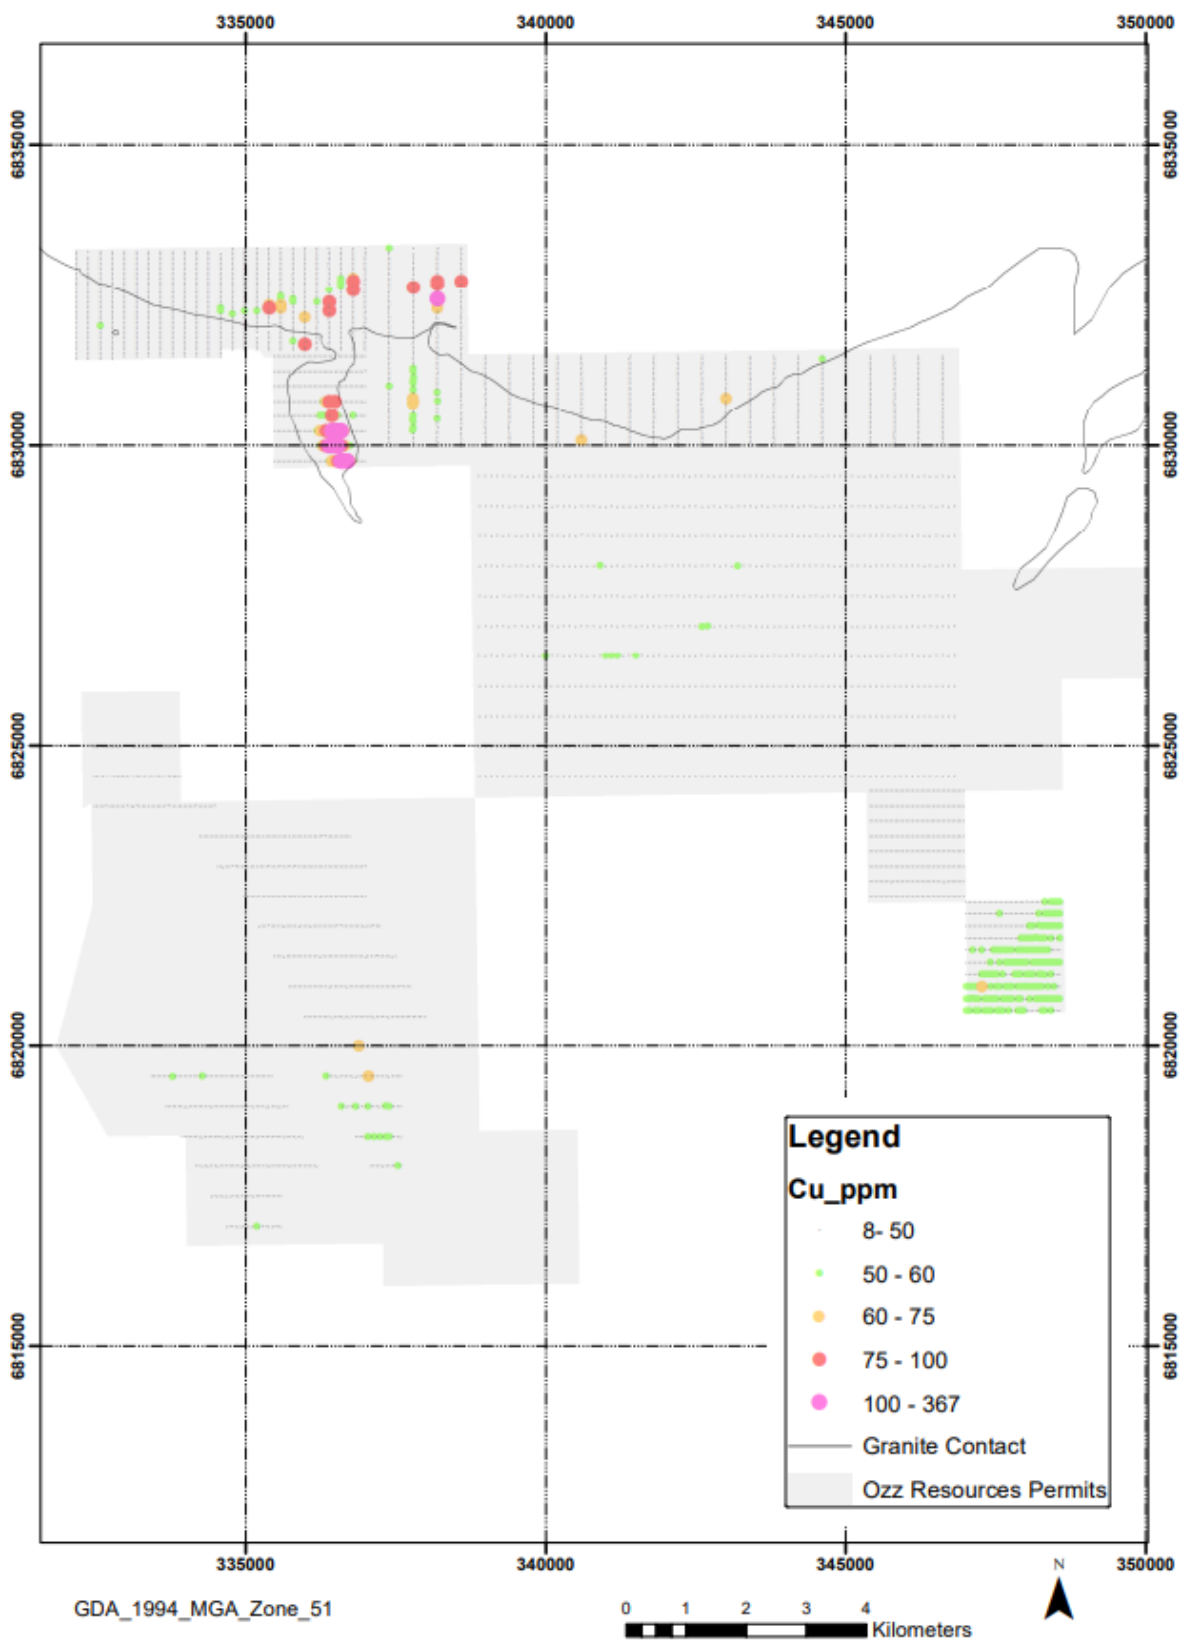 335000 340000 345000 350000
6835000 6835000
6830000 6830000
6825000 6825000
6820000 6820000
6815000 6815000
Legend
Cu_ppm
8- 50
50 - 60
60 - 75
75 - 100
100 - 367
Granite Contact
Ozz Resources Permits
335000 340000 345000 350000
GDA_1994_MGA_Zone_51
0 1 2 3 4
Kilometers
N